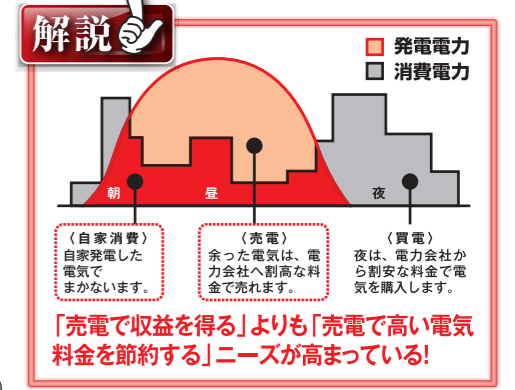 解説
発電電力
消費電力
朝
昼
夜
〈自家消費〉
自家発電した
電気で
まかないます。
〈売電〉
余った電気は、電
力会社へ割高な料
金で売れます。
〈買電〉
夜は、電力会社か
ら割安な料金で電
気を購入します。
「売電で収益を得る」よりも「売電で高い電気
料金を節約する」ニーズが高まっている!